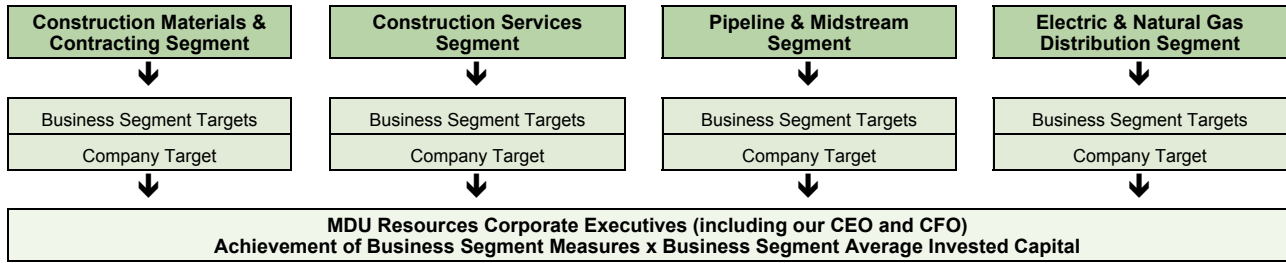 Construction Materials &
Contracting Segment
Construction Services
Segment
Pipeline & Midstream
Segment
Electric & Natural Gas
Distribution Segment
Business Segment Targets
Company Target
Business Segment Targets
Company Target
Business Segment Targets
Company Target
Business Segment Targets
Company Target
MDU Resources Corporate Executives (including our CEO and CFO)
Achievement of Business Segment Measures x Business Segment Average Invested Capital